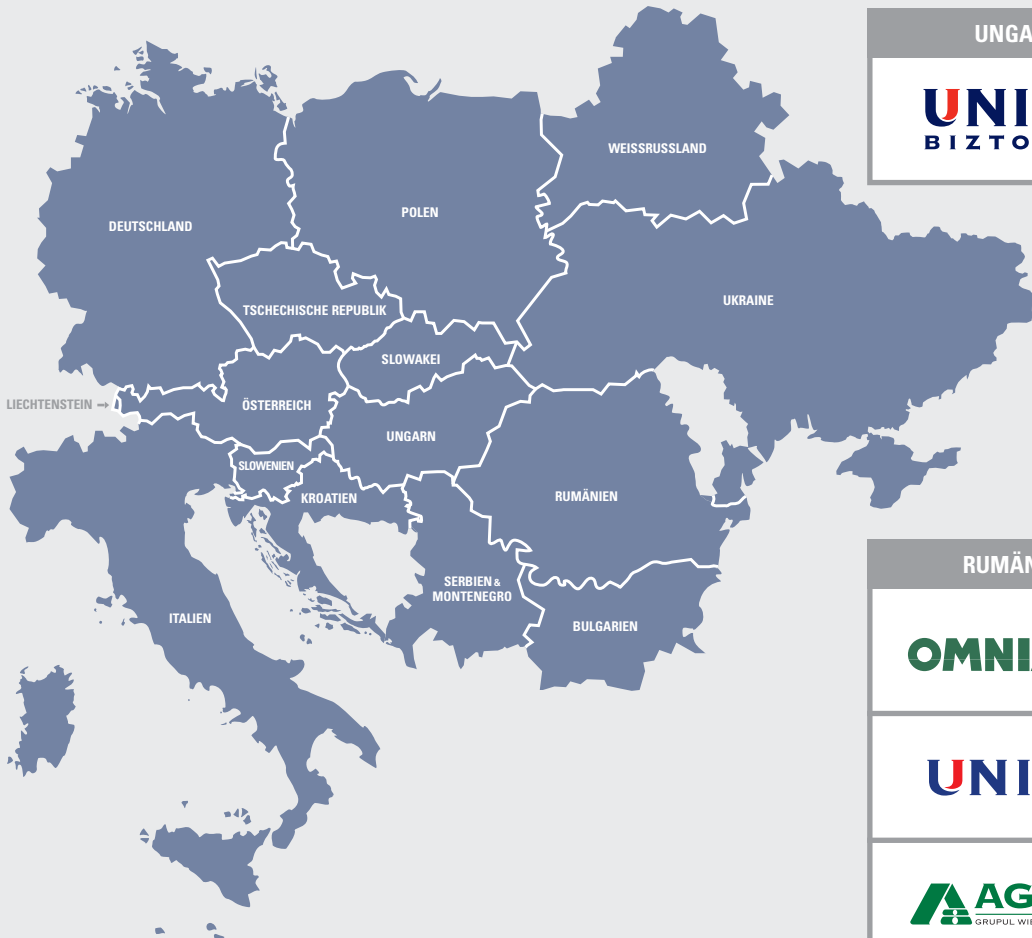 WEISSRUSSLAND
POLEN
DEUTSCHLAND
UKRAINE
TSCHECHISCHE REPUBLIK
SLOWAKEI
LIECHTENSTEIN →
ÖSTERREICH
UNGARN
SLOWENIEN
KROATIEN
RUMÄNIEN
SERBIEN &
MONTENEGRO
ITALIEN
BULGARIEN
UNGA
UNI
BIZTO
RUMÄN
OMNI
UNI
AG
GRUPUL WIE